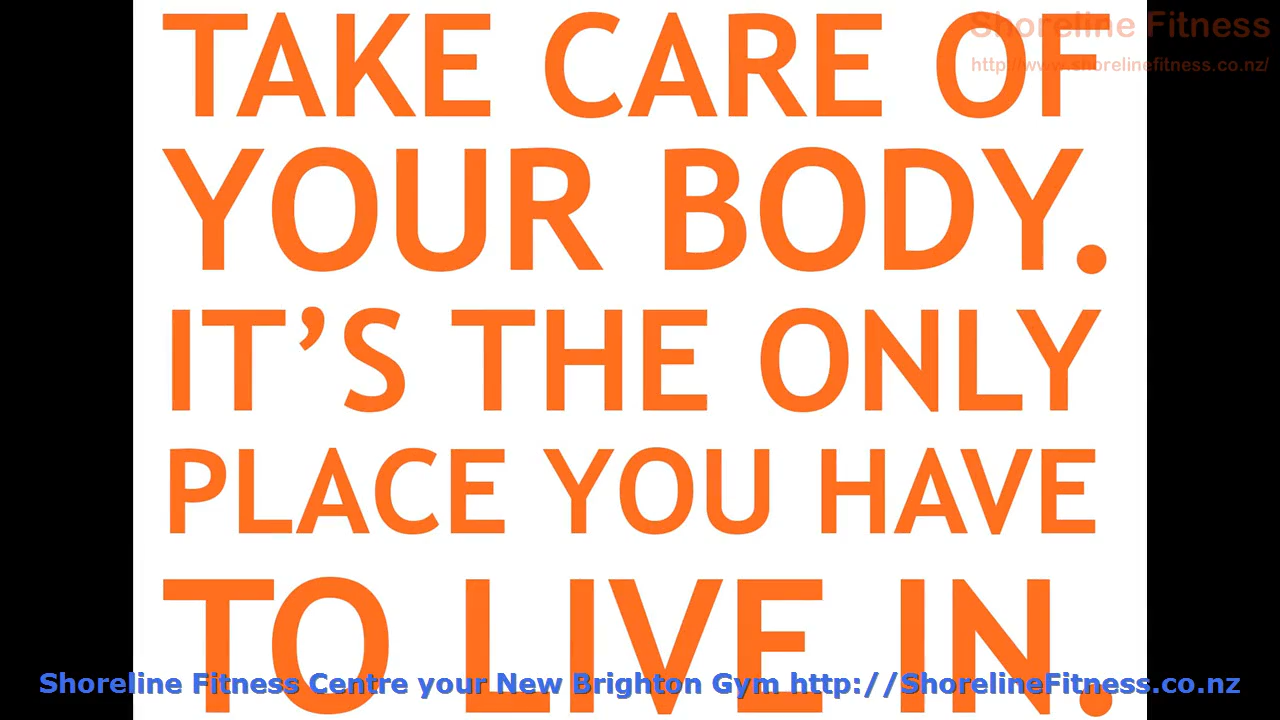 TAKE CARE OF
Shoreline Fitness
http://www.shorelinefitness.co.nz/
YOUR BODY.
IT’S THE ONLY
PLACE YOU HAVE
TO LIVE IN.
Shoreline Fitness Centre your New Brighton Gym http://ShorelineFitness.co.nz